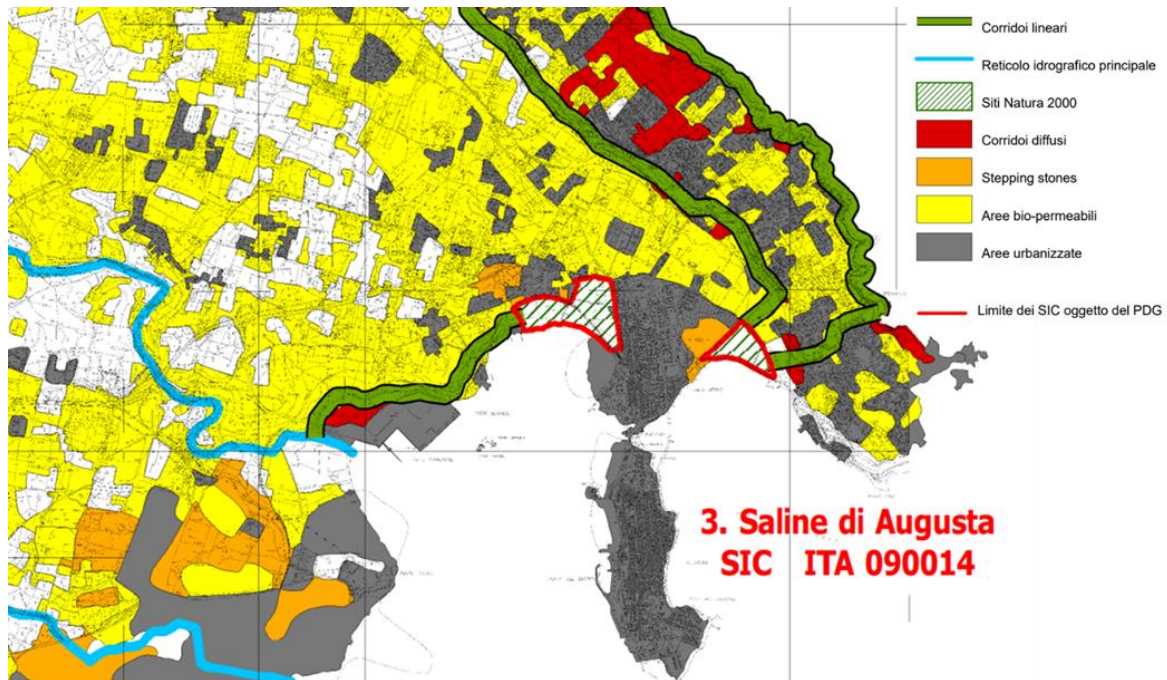 Corridoi lineari
Reticolo idrografico principale
Siti Natura 2000
Corridoi diffusi
Stepping stones
Aree bio-permeabili
Aree urbanizzate
Limite dei SIC oggetto del PDG
3. Saline di Augusta
SIC ITA 090014